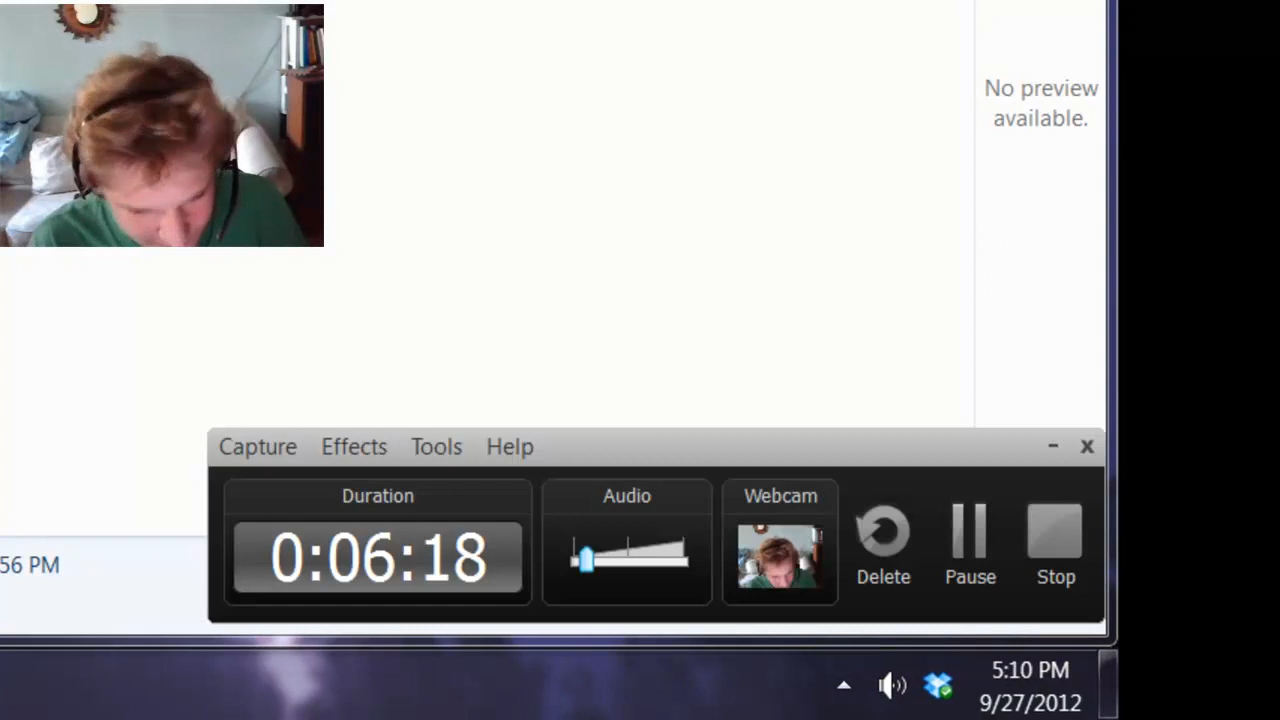 No preview
available.
Capture Effects Tools Help
Duration
Audio
Webcam
0:06:18
Delete
Pause
Stop
56 PM
5:10 PM
9/27/2012